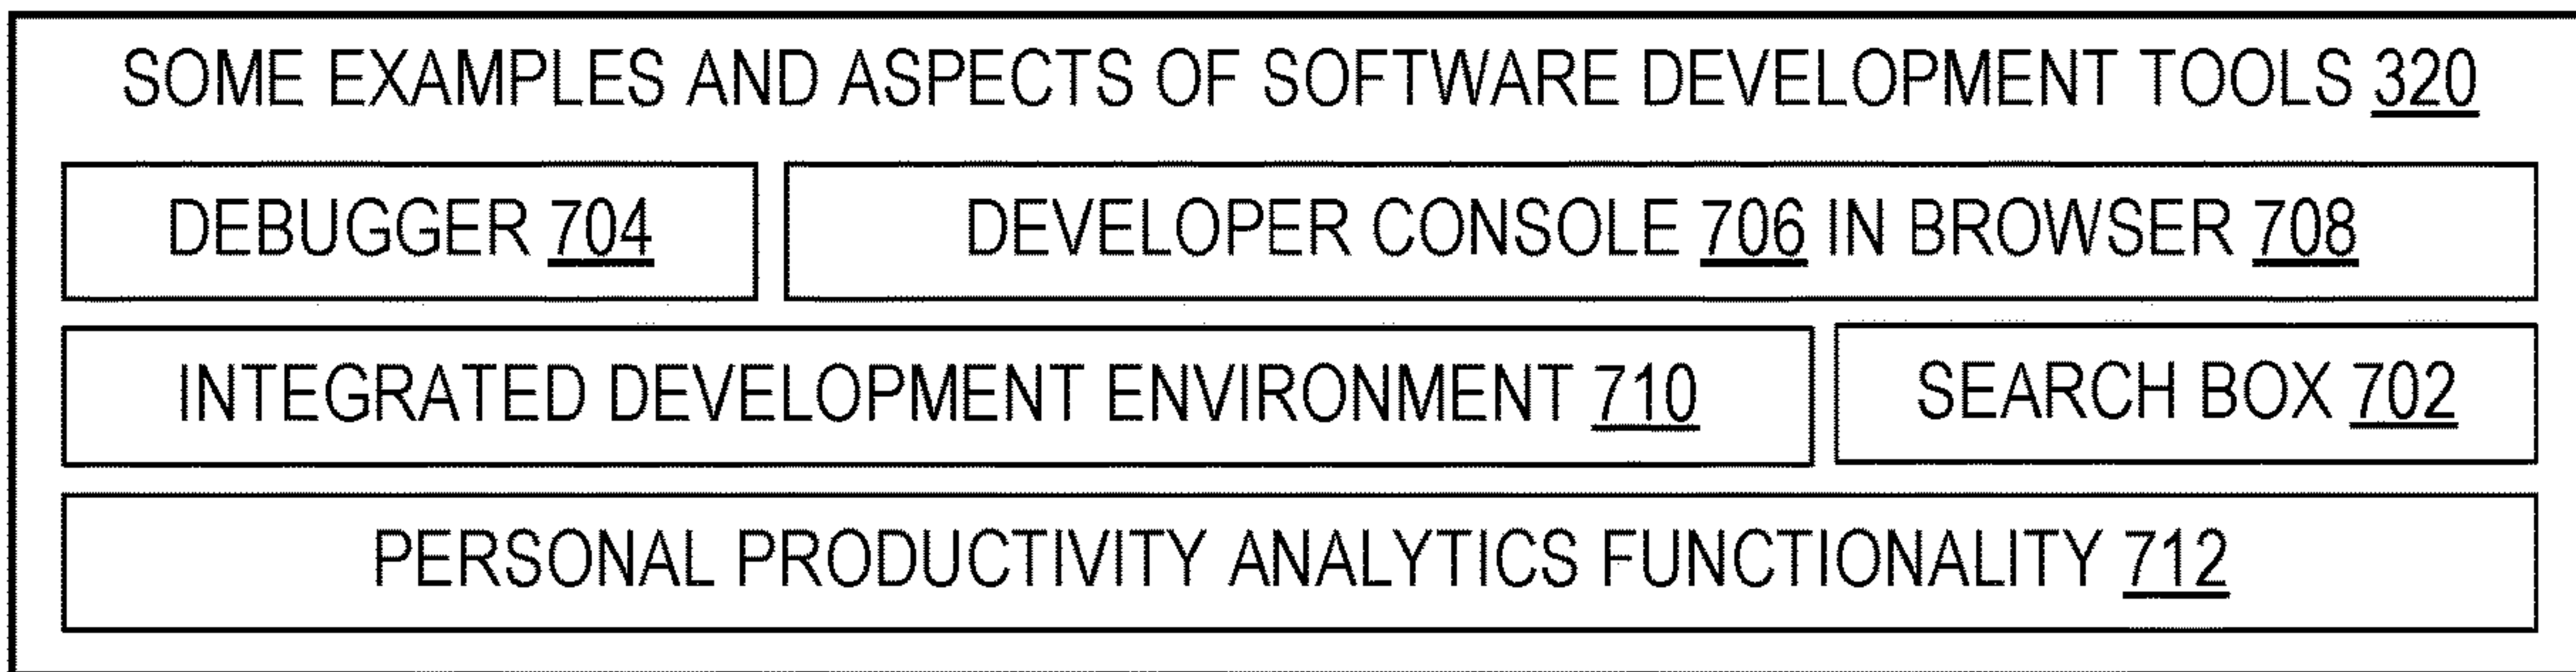 SOME EXAMPLES AND ASPECTS OF SOFTWARE DEVELOPMENT TOOLS 320
DEBUGGER 704
DEVELOPER CONSOLE 706 IN BROWSER 708
INTEGRATED DEVELOPMENT ENVIRONMENT 710
SEARCH BOX 702
PERSONAL PRODUCTIVITY ANALYTICS FUNCTIONALITY 712